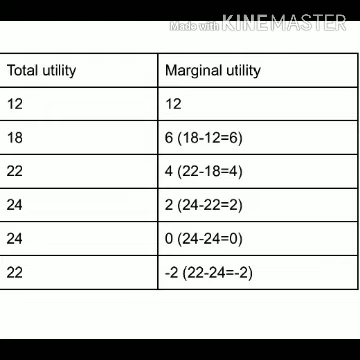 Made with KINEMASTER
Total utility Marginal utility
12 12
18 6 (18-12=6)
22 4 (22-18=4)
24 2 (24-22=2)
24 0 (24-24=0)
22 -2 (22-24=-2)